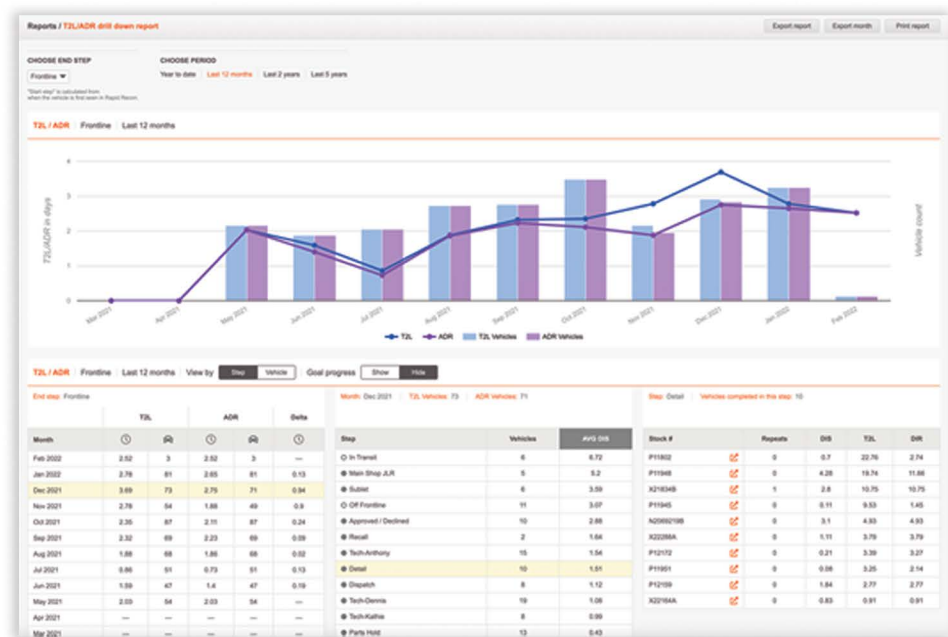 Reports / T2L/ADR drill down report
Export report Export month Print report
CHOOSE END STEP
Frontline
"Start step" is calculated from
when the vehicle is first seen in Rapid Recon.
CHOOSE PERIOD
Year to date Last 12 months Last 2 years Last 5 years
T2L / ADR Frontline Last 12 months
T2L/ADR in days
4
3
2
1
0
Vehicle count
Mar 2021 Apr 2021 May 2021 Jun 2021 Jul 2021 Aug 2021 Sep 2021 Oct 2021 Nov 2021 Dec 2021 Jan 2022 Feb 2022
T2L ADR T2L Vehicles ADR Vehicles
T2L / ADR Frontline Last 12 months View by Step Vehicle Goal progress Show Hide
End step: Frontline
T2L ADR Delta
Month
Feb 2022 2.52 3 2.52 3 —
Jan 2022 2.78 81 2.65 81 0.13
Dec 2021 3.69 73 2.75 71 0.94
Nov 2021 2.78 54 1.88 49 0.9
Oct 2021 2.35 87 2.11 87 0.24
Sep 2021 2.32 69 2.23 69 0.09
Aug 2021 1.88 68 1.86 68 0.02
Jul 2021 0.86 51 0.73 51 0.13
Jun 2021 1.59 47 1.4 47 0.19
May 2021 2.03 54 2.03 54 —
Apr 2021 — — — — —
Mar 2021 — — — — —
Month: Dec 2021 T2L Vehicles: 73 ADR Vehicles: 71
Step Vehicles AVG DIS
In Transit 6 6.72
Main Shop JLR 5 5.2
Sublet 6 3.59
Off Frontline 11 3.07
Approved / Declined 10 2.88
Recall 2 1.64
Tech-Anthony 15 1.54
Detail 10 1.51
Dispatch 8 1.12
Tech-Dennis 19 1.08
Tech-Kathie 8 0.99
Parts Hold 13 0.43
Step: Detail Vehicles completed in this step: 10
Stock # Repeats DIS T2L DIR
P11802 0 0.7 22.76 2.74
P11948 0 4.28 19.74 11.86
X21834B 1 2.8 10.75 10.75
P11945 0 0.11 9.53 1.45
N2069219B 0 3.1 4.93 4.93
X22286A 0 1.11 3.79 3.79
P12172 0 0.21 3.39 3.27
P11951 0 0.08 3.25 2.14
P12159 0 1.84 2.77 2.77
X22164A 0 0.83 0.91 0.91